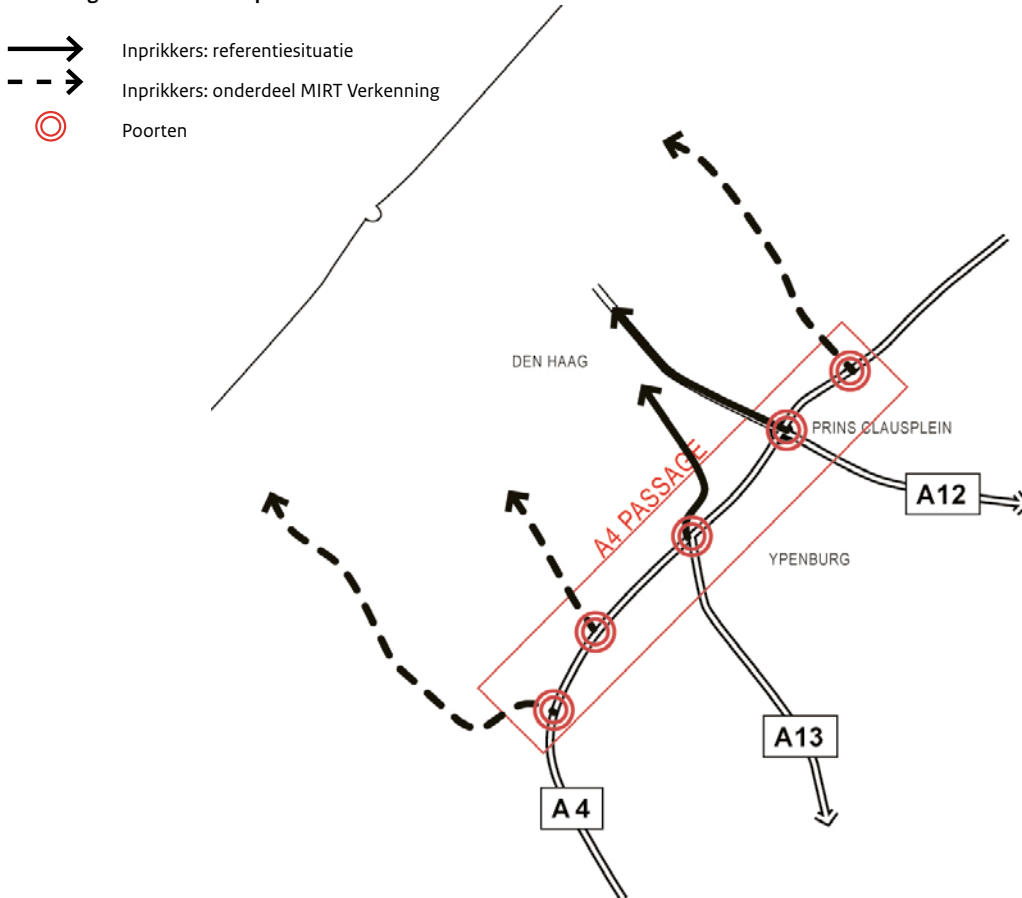 Inprikkers: referentiesituatie
Inprikkers: onderdeel MIRT Verkenning
Poorten
DEN HAAG
PRINS CLAUSPLEIN
A4 PASSAGE
A12
YPENBURG
A13
A4